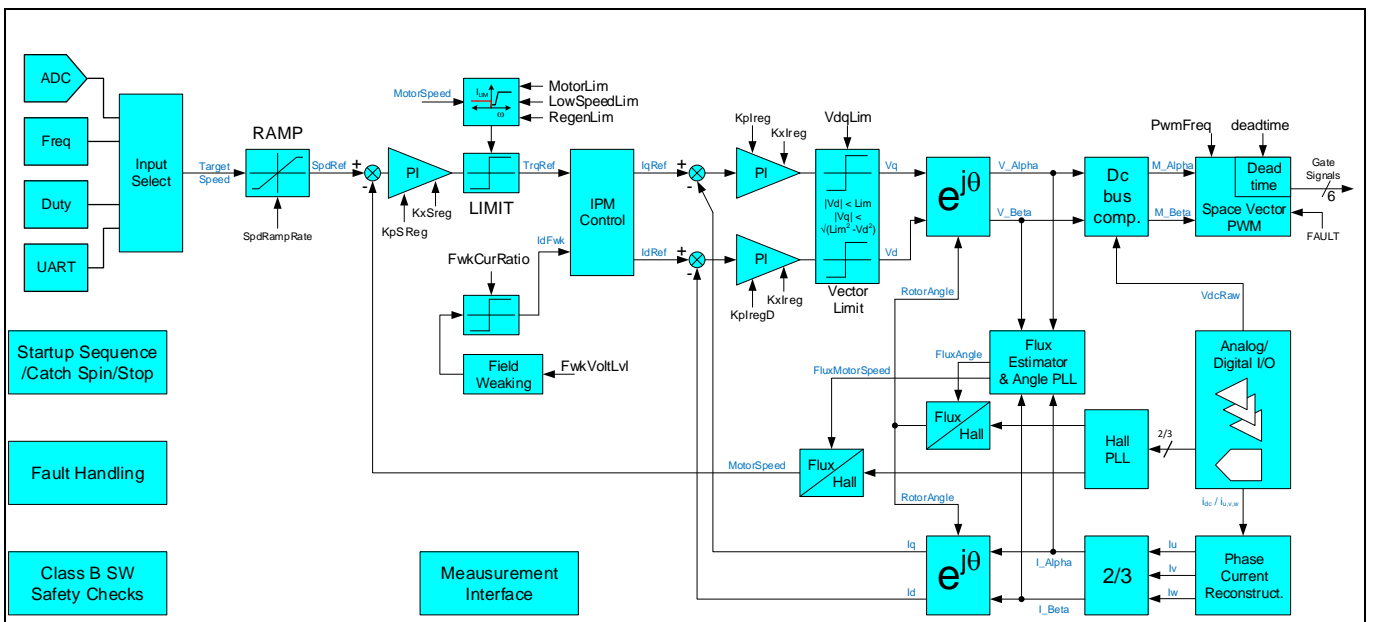 ADC
Freq
Duty
UART
Input
Select
Target
Speed
RAMP
SpdRampRate
SpdRef
+
-
MotorSpeed
I_LIM
ω
MotorLim
LowSpeedLim
RegenLim
PI
KxSreg
KpSReg
LIMIT
TrqRef
IdFwk
FwkCurRatio
Field
Weaking
FwkVoltLvl
IPM
Control
IqRef
IdRef
+
-
+
-
KpIreg
KxIreg
PI
PI
KxIreg
KpIregD
VdqLim
|Vd| < Lim
|Vq| <
√(Lim² -Vd²)
Vector
Limit
Vq
Vd
e^jθ
V_Alpha
V_Beta
Dc
bus
comp.
M_Alpha
M_Beta
PwmFreq
deadtime
Dead
time
Space Vector
PWM
Gate
Signals
6
FAULT
VdcRaw
RotorAngle
Flux
Estimator
& Angle PLL
FluxAngle
FluxMotorSpeed
Flux
Hall
Flux
Hall
MotorSpeed
Hall
PLL
2/3
Analog/
Digital I/O
i_dc / i_u,v,w
RotorAngle
Iq
Id
e^jθ
I_Alpha
I_Beta
2/3
Iu
Iv
Iw
Phase
Current
Reconstruct.
Startup Sequence
/Catch Spin/Stop
Fault Handling
Class B SW
Safety Checks
Meausurement
Interface